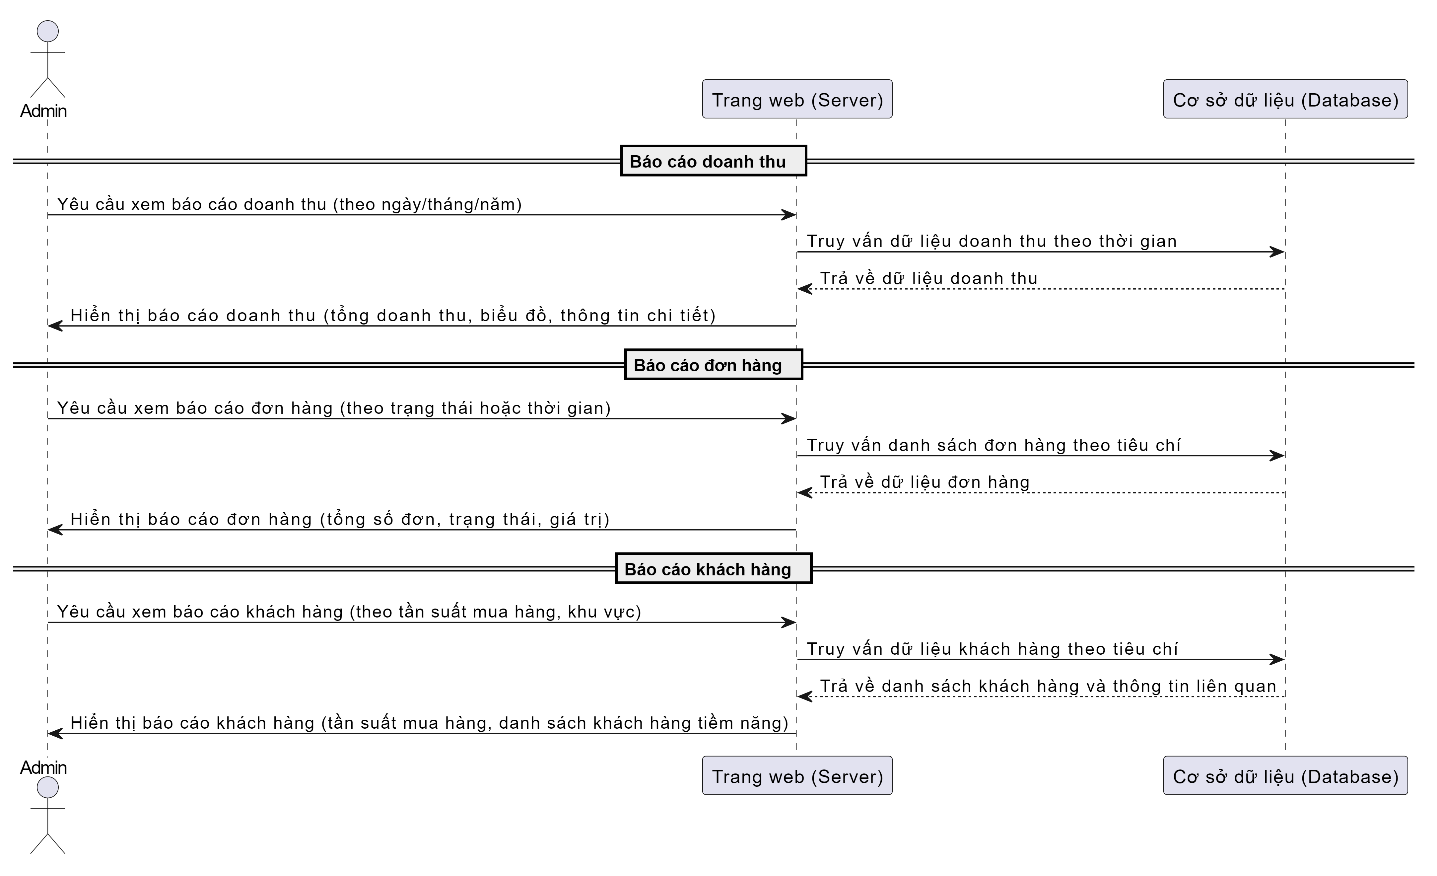 Admin
Trang web (Server)
Cơ sở dữ liệu (Database)
Báo cáo doanh thu
Yêu cầu xem báo cáo doanh thu (theo ngày/tháng/năm)
Truy vấn dữ liệu doanh thu theo thời gian
Trả về dữ liệu doanh thu
Hiển thị báo cáo doanh thu (tổng doanh thu, biểu đồ, thông tin chi tiết)
Báo cáo đơn hàng
Yêu cầu xem báo cáo đơn hàng (theo trạng thái hoặc thời gian)
Truy vấn danh sách đơn hàng theo tiêu chí
Trả về dữ liệu đơn hàng
Hiển thị báo cáo đơn hàng (tổng số đơn, trạng thái, giá trị)
Báo cáo khách hàng
Yêu cầu xem báo cáo khách hàng (theo tần suất mua hàng, khu vực)
Truy vấn dữ liệu khách hàng theo tiêu chí
Trả về danh sách khách hàng và thông tin liên quan
Hiển thị báo cáo khách hàng (tần suất mua hàng, danh sách khách hàng tiềm năng)
Admin
Trang web (Server)
Cơ sở dữ liệu (Database)